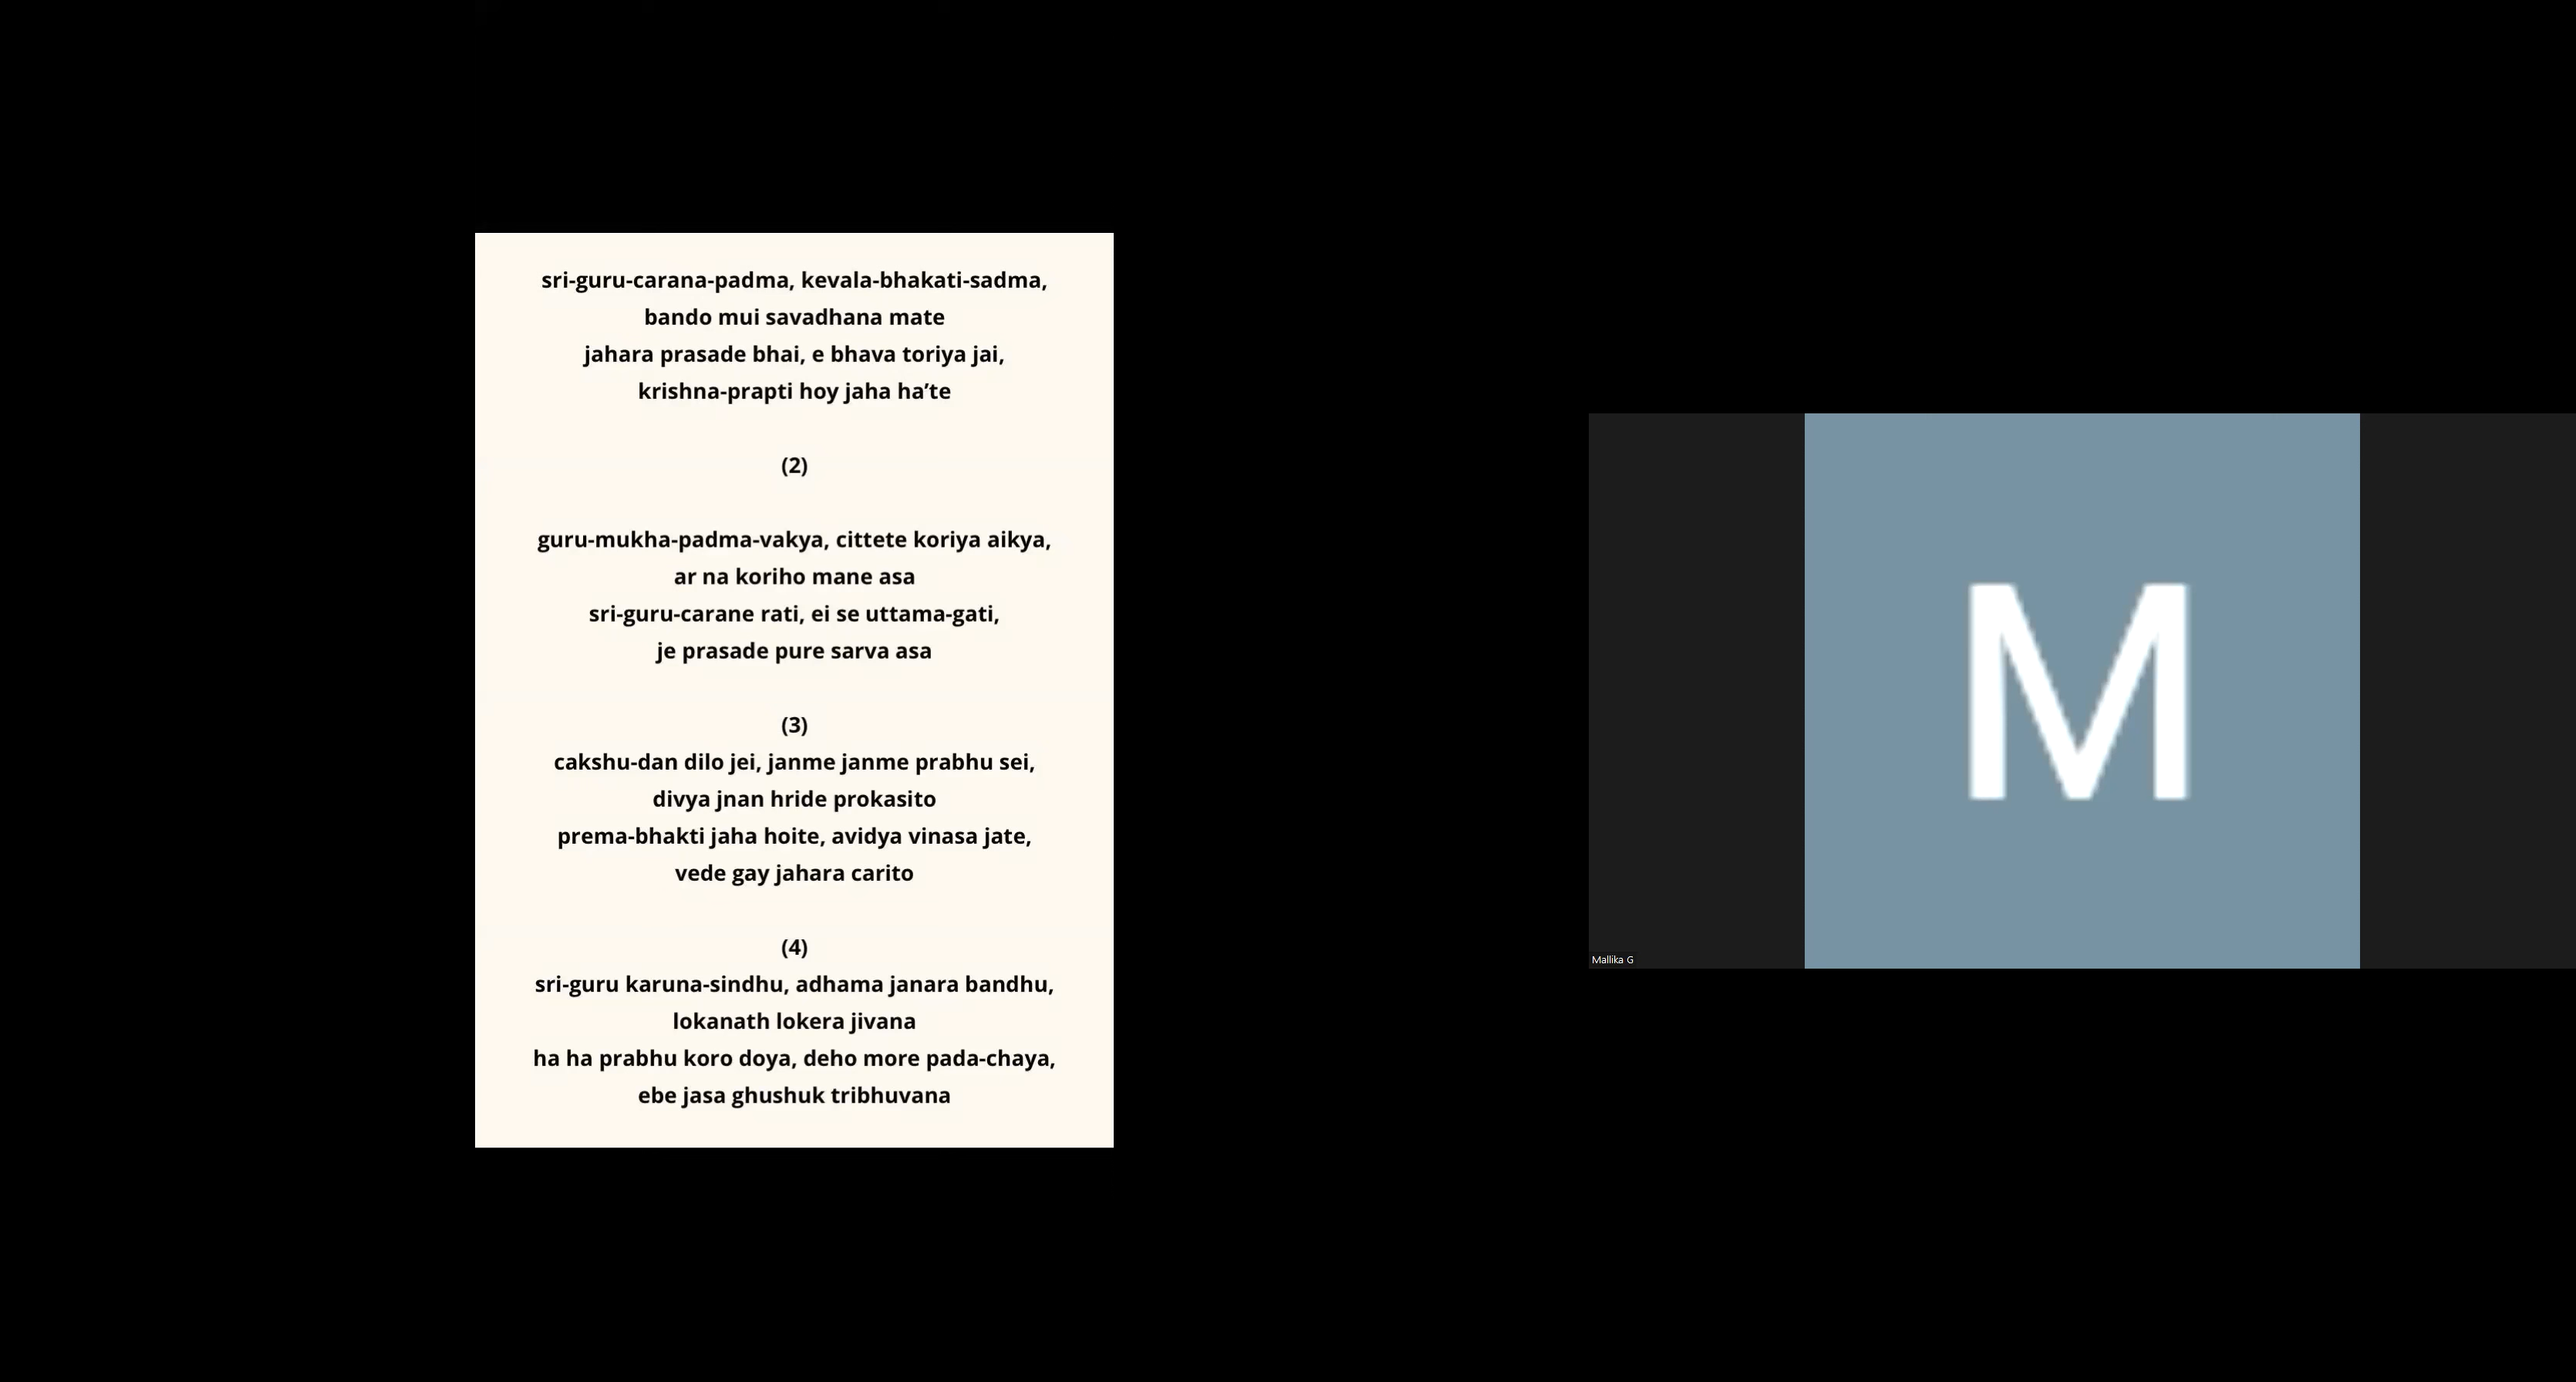 sri-guru-carana-padma, kevala-bhakati-sadma,
bando mui savadhana mate
jahara prasade bhai, e bhava toriya jai,
krishna-prapti hoy jaha ha’te
(2)
guru-mukha-padma-vakya, cittete koriya aikya,
ar na koriho mane asa
sri-guru-carane rati, ei se uttama-gati,
je prasade pure sarva asa
(3)
cakshu-dan dilo jei, janme janme prabhu sei,
divya jnan hride prokasito
prema-bhakti jaha hoite, avidya vinasa jate,
vede gay jahara carito
(4)
sri-guru karuna-sindhu, adhama janara bandhu,
lokanath lokera jivana
ha ha prabhu koro doya, deho more pada-chaya,
ebe jasa ghushuk tribhuvana
M
Mallika G